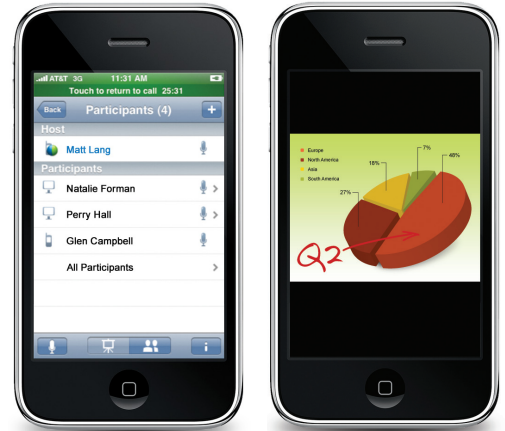 AT&T 3G 11:31 AM
Touch to return to call 25:31
Back Participants (4) +
Host
Matt Lang
Participants
Natalie Forman
Perry Hall
Glen Campbell
All Participants
i
Europe
North America
Asia
South America
7%
48%
18%
27%
Q2